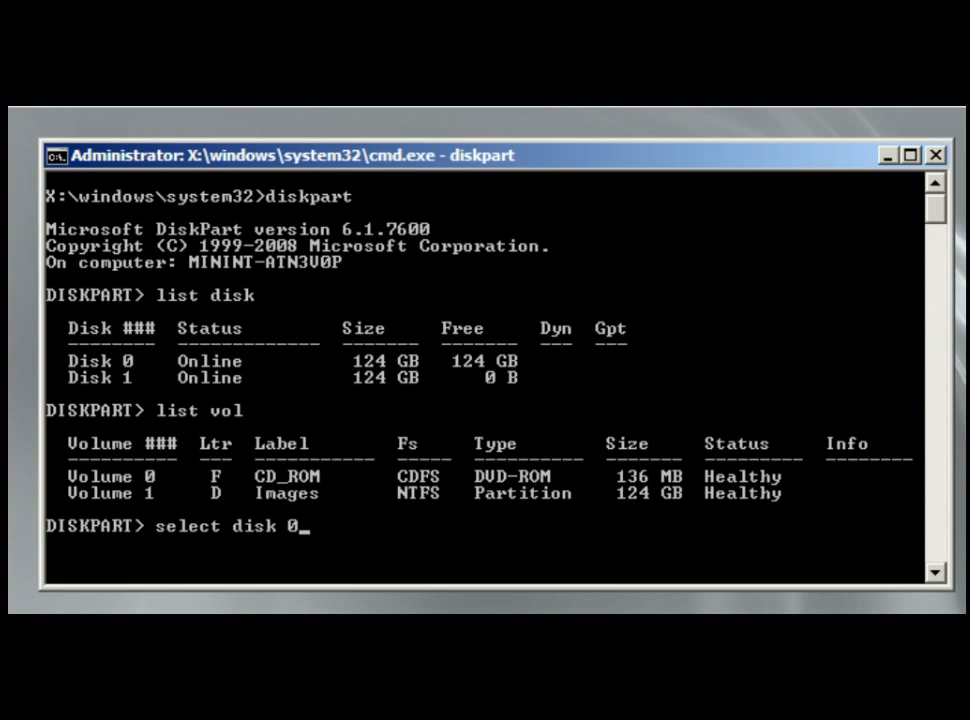 Administrator: X:\windows\system32\cmd.exe - diskpart
X:\windows\system32>diskpart
Microsoft DiskPart version 6.1.7600
Copyright (C) 1999-2008 Microsoft Corporation.
On computer: MININT-ATN3V0P
DISKPART> list disk
Disk ###  Status         Size     Free     Dyn  Gpt
--------  -------------  -------  -------  ---  ---
Disk 0    Online          124 GB   124 GB
Disk 1    Online          124 GB      0 B
DISKPART> list vol
Volume ###  Ltr  Label        Fs     Type        Size     Status     Info
----------  ---  -----------  -----  ----------  -------  ---------  --------
Volume 0     F   CD_ROM       CDFS   DVD-ROM      136 MB  Healthy
Volume 1     D   Images       NTFS   Partition    124 GB  Healthy
DISKPART> select disk 0_